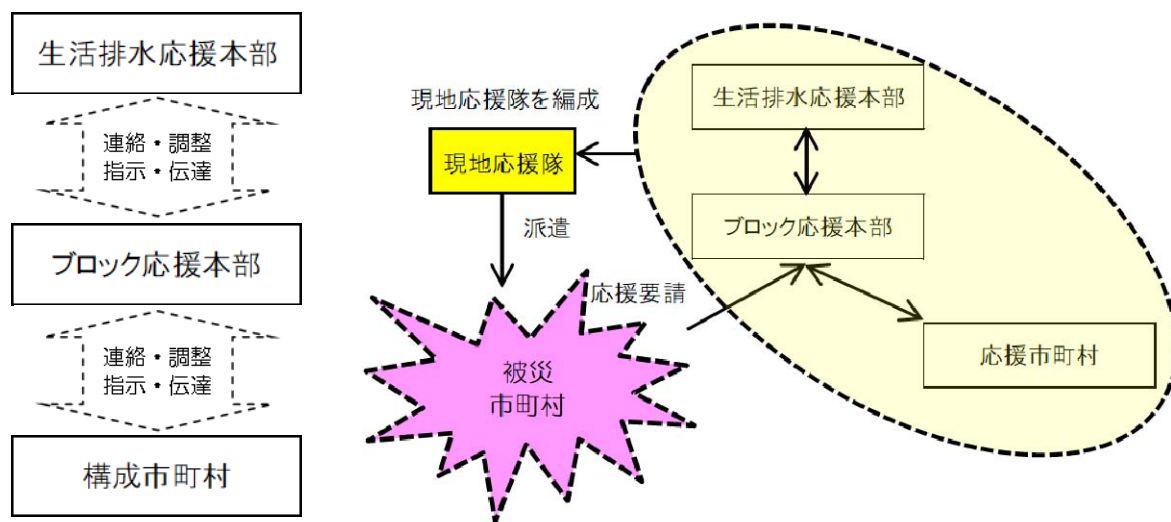 生活排水応援本部
連絡・調整
指示・伝達
ブロック応援本部
連絡・調整
指示・伝達
構成市町村
生活排水応援本部
現地応援隊を編成
現地応援隊
ブロック応援本部
派遣
応援要請
応援市町村
被災
市町村